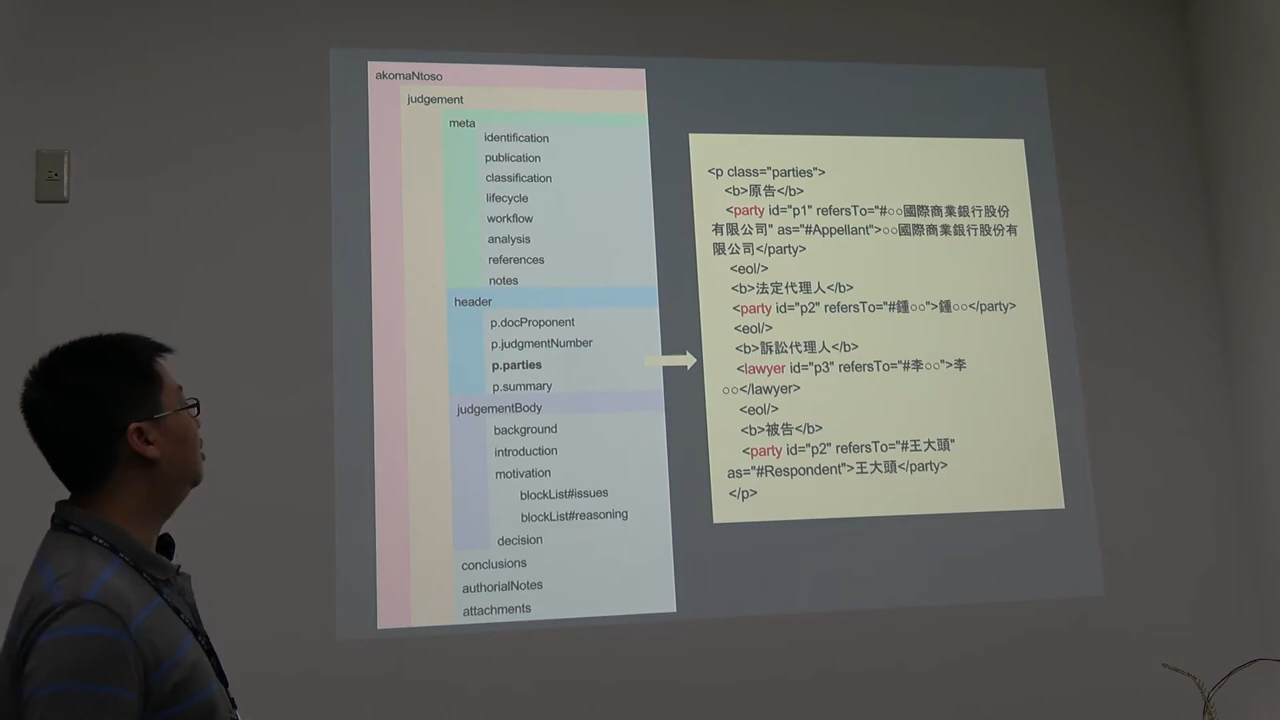 akomaNtoso
judgement
meta
identification
publication
classification
lifecycle
workflow
analysis
references
notes
header
p.docProponent
p.judgmentNumber
p.parties
p.summary
judgementBody
background
introduction
motivation
blockList#issues
blockList#reasoning
decision
conclusions
authorialNotes
attachments
<p class="parties">
<b>原告</b>
<party id="p1" refersTo="#○○國際商業銀行股份
有限公司" as="#Appellant">○○國際商業銀行股份有
限公司</party>
<eol/>
<b>法定代理人</b>
<party id="p2" refersTo="#鍾○○">鍾○○</party>
<eol/>
<b>訴訟代理人</b>
<lawyer id="p3" refersTo="#李○○">李
○○</lawyer>
<eol/>
<b>被告</b>
<party id="p2" refersTo="#王大頭"
as="#Respondent">王大頭</party>
</p>